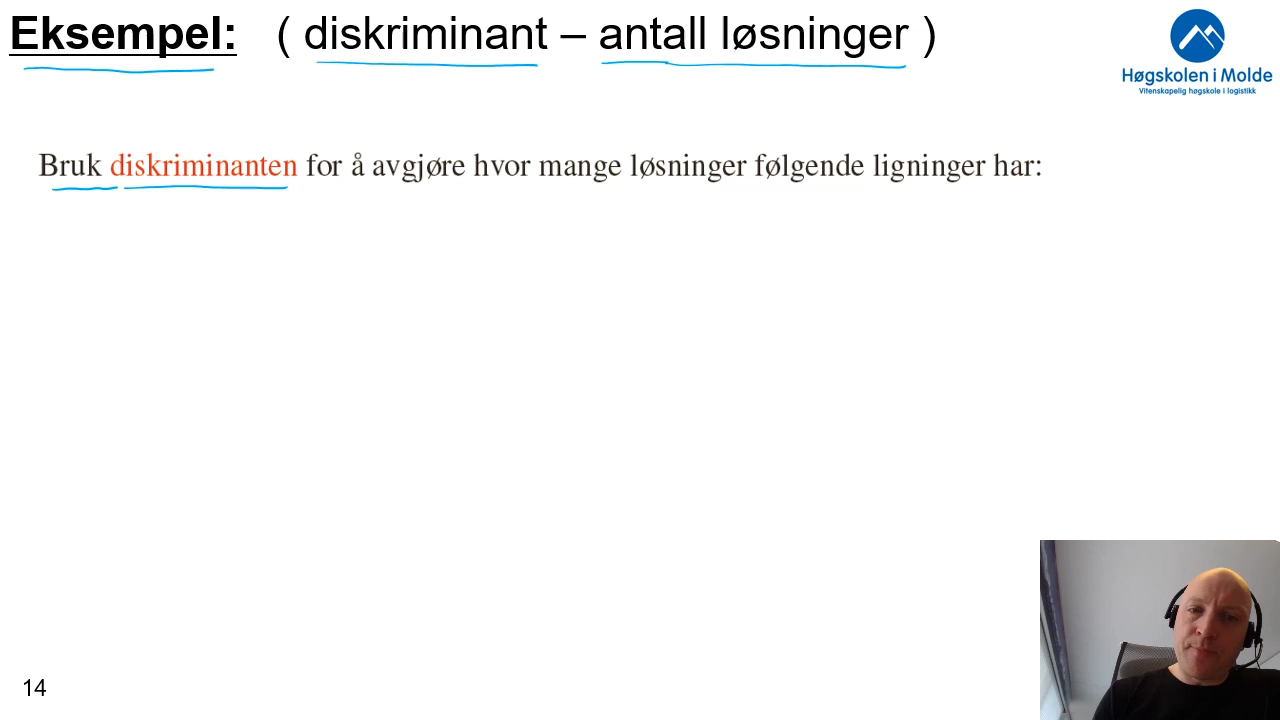 Eksempel: ( diskriminant – antall løsninger )
Høgskolen i Molde
Vitenskapelig høgskole i logistikk
Bruk diskriminanten for å avgjøre hvor mange løsninger følgende ligninger har:
14